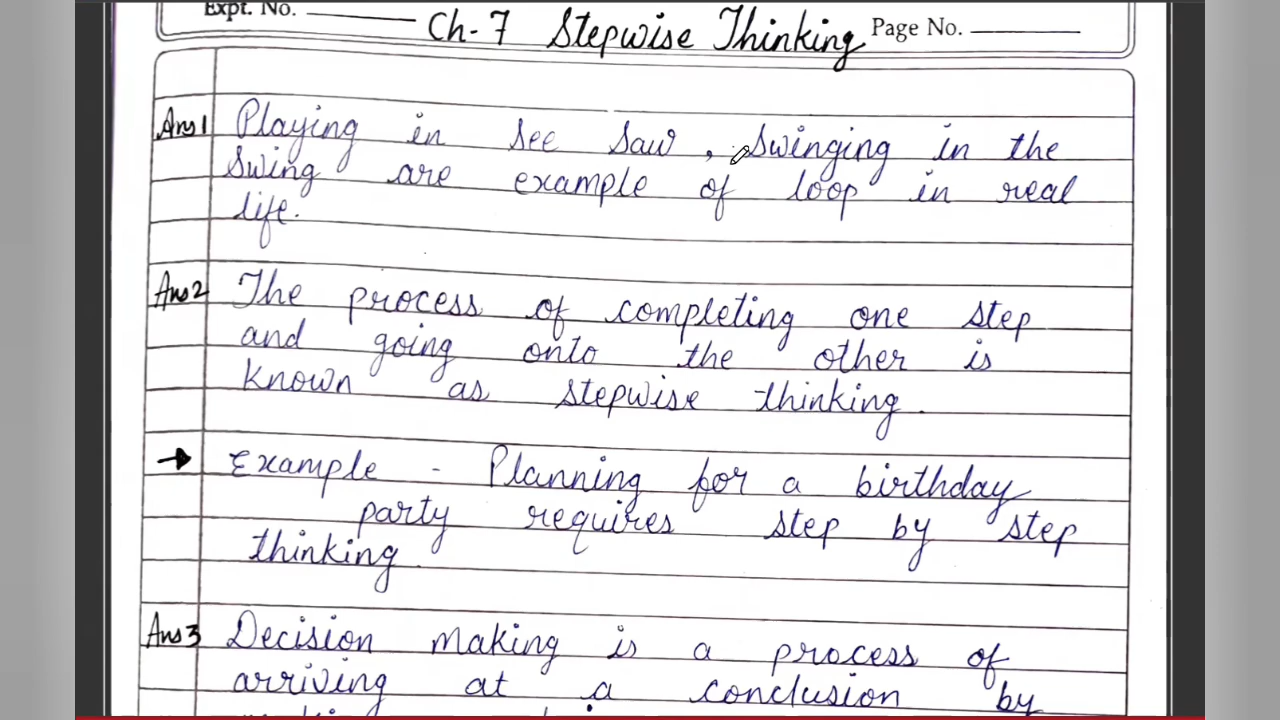 Expt. No. Ch-7 Stepwise Thinking Page No.
Ans1 Playing in see saw, swinging in the
swing are example of loop in real
life.
Ans2 The process of completing one step
and going onto the other is
known as stepwise thinking.
→ Example - Planning for a birthday
party requires step by step
thinking.
Ans3 Decision making is a process of
arriving at a conclusion by